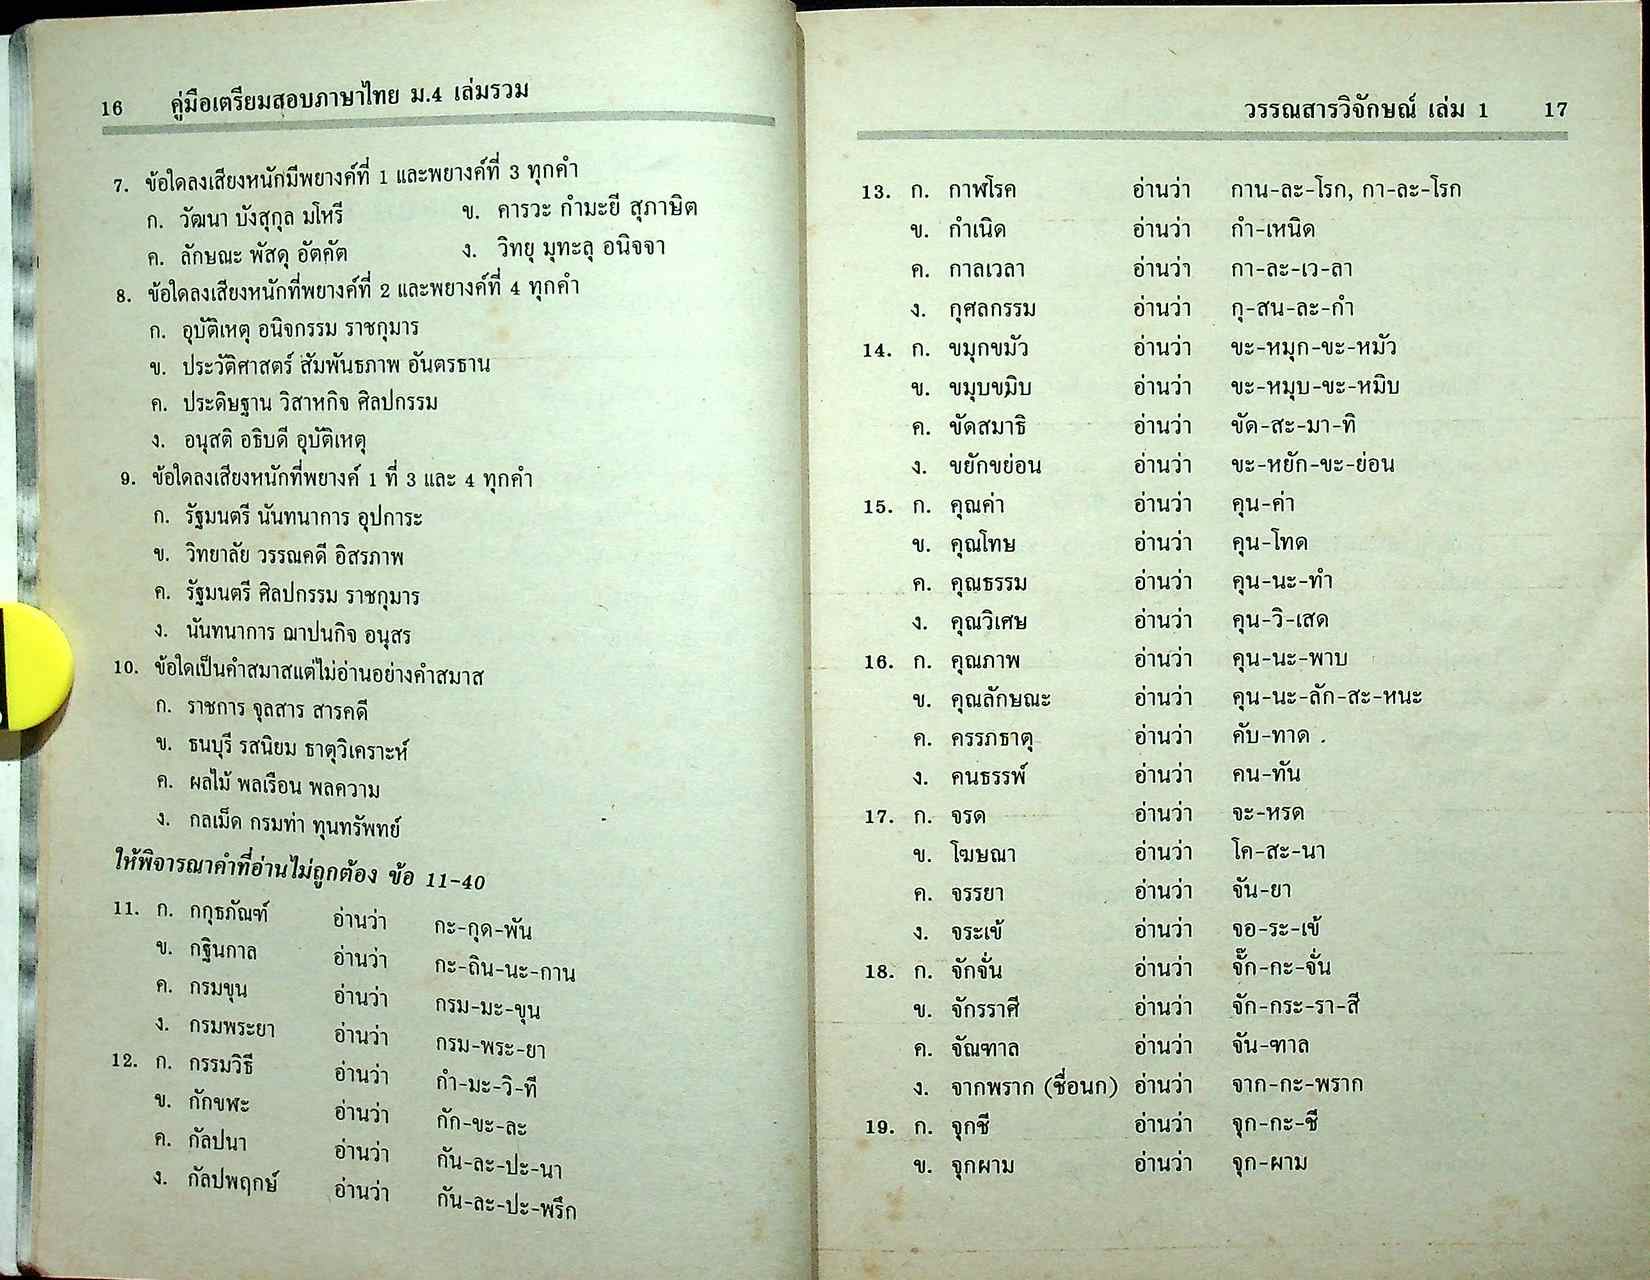 16 คู่มือเตรียมสอบภาษาไทย ม.4 เล่มรวม
7. ข้อใดลงเสียงหนักมีพยางค์ที่ 1 และพยางค์ที่ 3 ทุกคำ
ก. วัฒนา บังสุกุล มโหรี ข. คารวะ กำมะยี สุภาษิต
ค. ลักษณะ พัสดุ อัตคัต ง. วิทยุ มุทะลุ อนิจจา
8. ข้อใดลงเสียงหนักที่พยางค์ที่ 2 และพยางค์ที่ 4 ทุกคำ
ก. อุบัติเหตุ อนิจกรรม ราชกุมาร
ข. ประวัติศาสตร์ สัมพันธภาพ อันตรธาน
ค. ประดิษฐาน วิสาหกิจ ศิลปกรรม
ง. อนุสติ อธิบดี อุบัติเหตุ
9. ข้อใดลงเสียงหนักที่พยางค์ 1 ที่ 3 และ 4 ทุกคำ
ก. รัฐมนตรี นันทนาการ อุปการะ
ข. วิทยาลัย วรรณคดี อิสรภาพ
ค. รัฐมนตรี ศิลปกรรม ราชกุมาร
ง. นันทนาการ ฌาปนกิจ อนุสร
10. ข้อใดเป็นคำสมาสแต่ไม่อ่านอย่างคำสมาส
ก. ราชการ จุลสาร สารคดี
ข. ธนบุรี รสนิยม ธาตุวิเคราะห์
ค. ผลไม้ พลเรือน พลความ
ง. กลเม็ด กรมท่า ทุนทรัพทย์
ให้พิจารณาคำที่อ่านไม่ถูกต้อง ข้อ 11-40
11. ก. กกุธภัณฑ์ อ่านว่า กะ-กุด-พัน
ข. กฐินกาล อ่านว่า กะ-ถิน-นะ-กาน
ค. กรมขุน อ่านว่า กรม-มะ-ขุน
ง. กรมพระยา อ่านว่า กรม-พระ-ยา
12. ก. กรรมวิธี อ่านว่า กำ-มะ-วิ-ที
ข. กักขฬะ อ่านว่า กัก-ขะ-ละ
ค. กัลปนา อ่านว่า กัน-ละ-ปะ-นา
ง. กัลปพฤกษ์ อ่านว่า กัน-ละ-ปะ-พรึก
วรรณสารวิจักษณ์ เล่ม 1 17
13. ก. กาฬโรค อ่านว่า กาน-ละ-โรก, กา-ละ-โรก
ข. กำเนิด อ่านว่า กำ-เหนิด
ค. กาลเวลา อ่านว่า กา-ละ-เว-ลา
ง. กุศลกรรม อ่านว่า กุ-สน-ละ-กำ
14. ก. ขมุกขมัว อ่านว่า ขะ-หมุก-ขะ-หมัว
ข. ขมุบขมิบ อ่านว่า ขะ-หมุบ-ขะ-หมิบ
ค. ขัดสมาธิ อ่านว่า ขัด-สะ-มา-ทิ
ง. ขยักขย่อน อ่านว่า ขะ-หยัก-ขะ-ย่อน
15. ก. คุณค่า อ่านว่า คุน-ค่า
ข. คุณโทษ อ่านว่า คุน-โทด
ค. คุณธรรม อ่านว่า คุน-นะ-ทำ
ง. คุณวิเศษ อ่านว่า คุน-วิ-เสด
16. ก. คุณภาพ อ่านว่า คุน-นะ-พาบ
ข. คุณลักษณะ อ่านว่า คุน-นะ-ลัก-สะ-หนะ
ค. ครรภธาตุ อ่านว่า คับ-ทาด
ง. คนธรรพ์ อ่านว่า คน-ทัน
17. ก. จรด อ่านว่า จะ-หรด
ข. โฆษณา อ่านว่า โค-สะ-นา
ค. จรรยา อ่านว่า จัน-ยา
ง. จระเข้ อ่านว่า จอ-ระ-เข้
18. ก. จักจั่น อ่านว่า จั๊ก-กะ-จั่น
ข. จักรราศี อ่านว่า จัก-กระ-รา-สี
ค. จัณฑาล อ่านว่า จัน-ฑาล
ง. จากพราก (ชื่อนก) อ่านว่า จาก-กะ-พราก
19. ก. จุกชี อ่านว่า จุก-กะ-ชี
ข. จุกผาม อ่านว่า จุก-ผาม